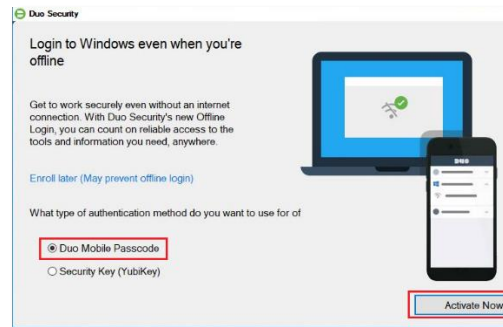 Duo Security
Login to Windows even when you're
offline
Get to work securely even without an internet
connection. With Duo Security's new Offline
Login, you can count on reliable access to the
tools and information you need, anywhere.
Enroll later (May prevent offline login)
What type of authentication method do you want to use for of
Duo Mobile Passcode
Security Key (YubiKey)
DUO
Activate Now